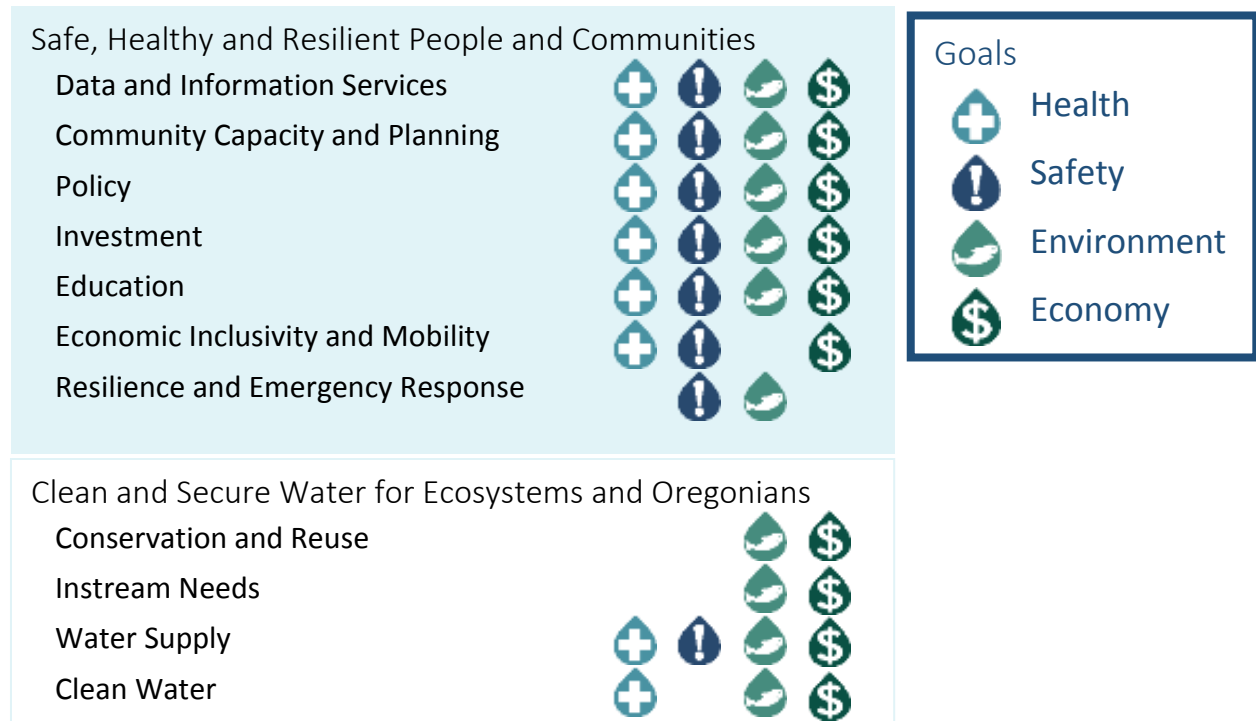 Safe, Healthy and Resilient People and Communities
Data and Information Services
Community Capacity and Planning
Policy
Investment
Education
Economic Inclusivity and Mobility
Resilience and Emergency Response
Clean and Secure Water for Ecosystems and Oregonians
Conservation and Reuse
Instream Needs
Water Supply
Clean Water
Goals
Health
Safety
Environment
Economy